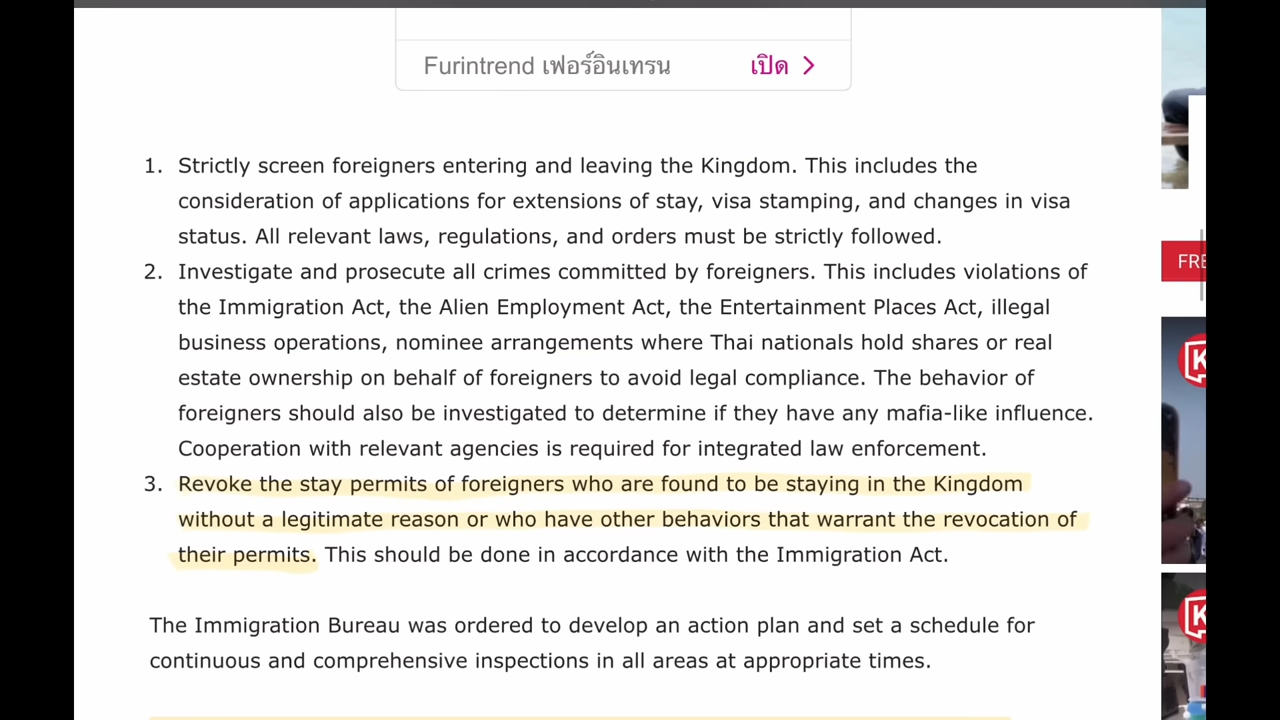 Furintrend เฟอร์อินเทรน
เปิด
1. Strictly screen foreigners entering and leaving the Kingdom. This includes the
consideration of applications for extensions of stay, visa stamping, and changes in visa
status. All relevant laws, regulations, and orders must be strictly followed.
2. Investigate and prosecute all crimes committed by foreigners. This includes violations of
the Immigration Act, the Alien Employment Act, the Entertainment Places Act, illegal
business operations, nominee arrangements where Thai nationals hold shares or real
estate ownership on behalf of foreigners to avoid legal compliance. The behavior of
foreigners should also be investigated to determine if they have any mafia-like influence.
Cooperation with relevant agencies is required for integrated law enforcement.
3. Revoke the stay permits of foreigners who are found to be staying in the Kingdom
without a legitimate reason or who have other behaviors that warrant the revocation of
their permits. This should be done in accordance with the Immigration Act.
The Immigration Bureau was ordered to develop an action plan and set a schedule for
continuous and comprehensive inspections in all areas at appropriate times.
FRE
K
K